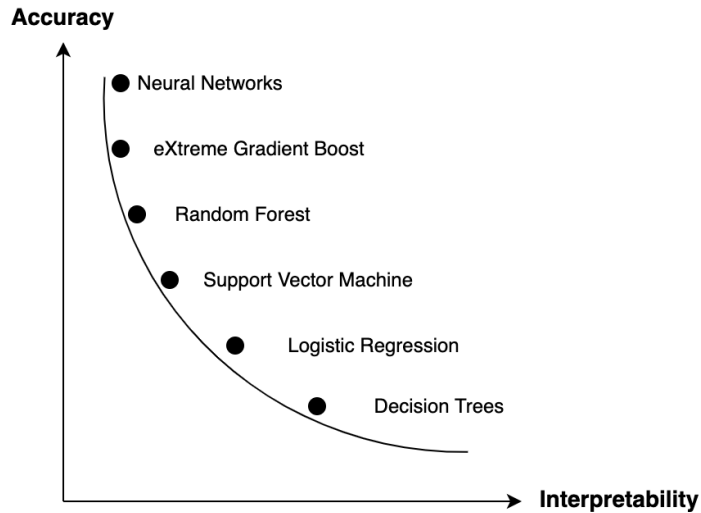 Accuracy
Neural Networks
eXtreme Gradient Boost
Random Forest
Support Vector Machine
Logistic Regression
Decision Trees
Interpretability